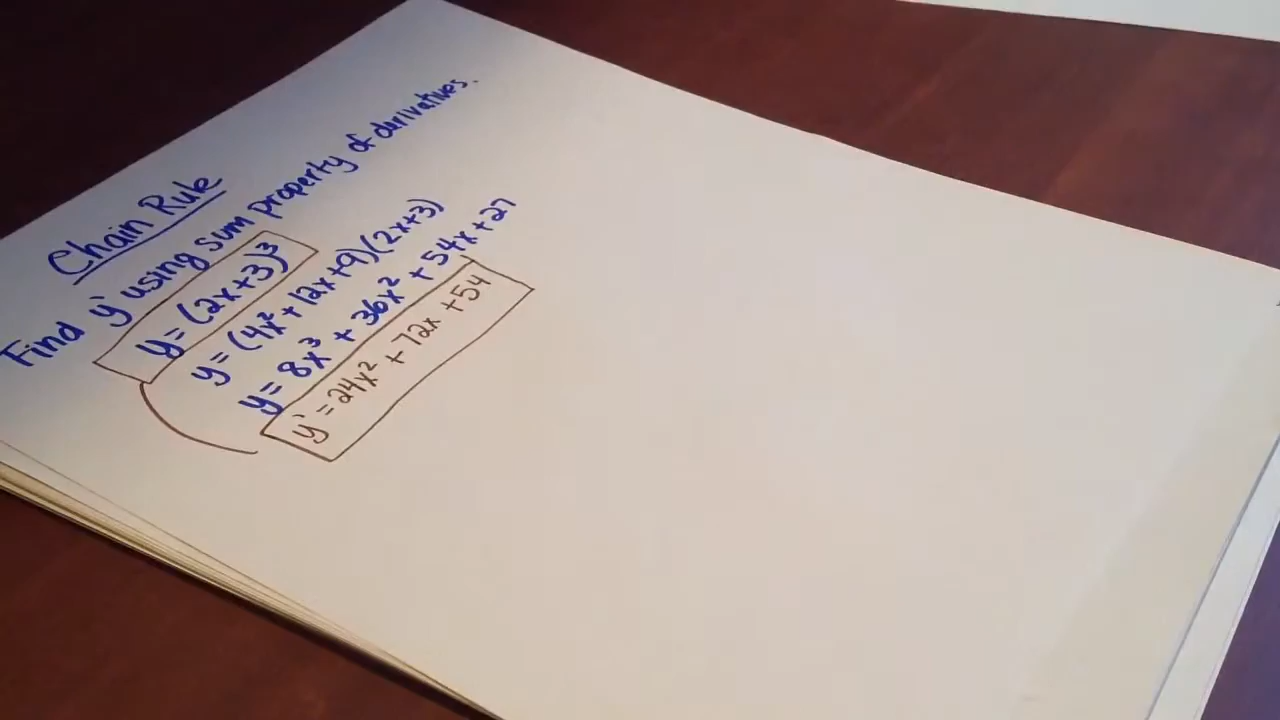 Chain Rule
Find y' using sum property of derivatives.
y = (2x+3)³
y = (4x²+12x+9)(2x+3)
y = 8x³ + 36x² + 54x+27
y' = 24x² + 72x + 54